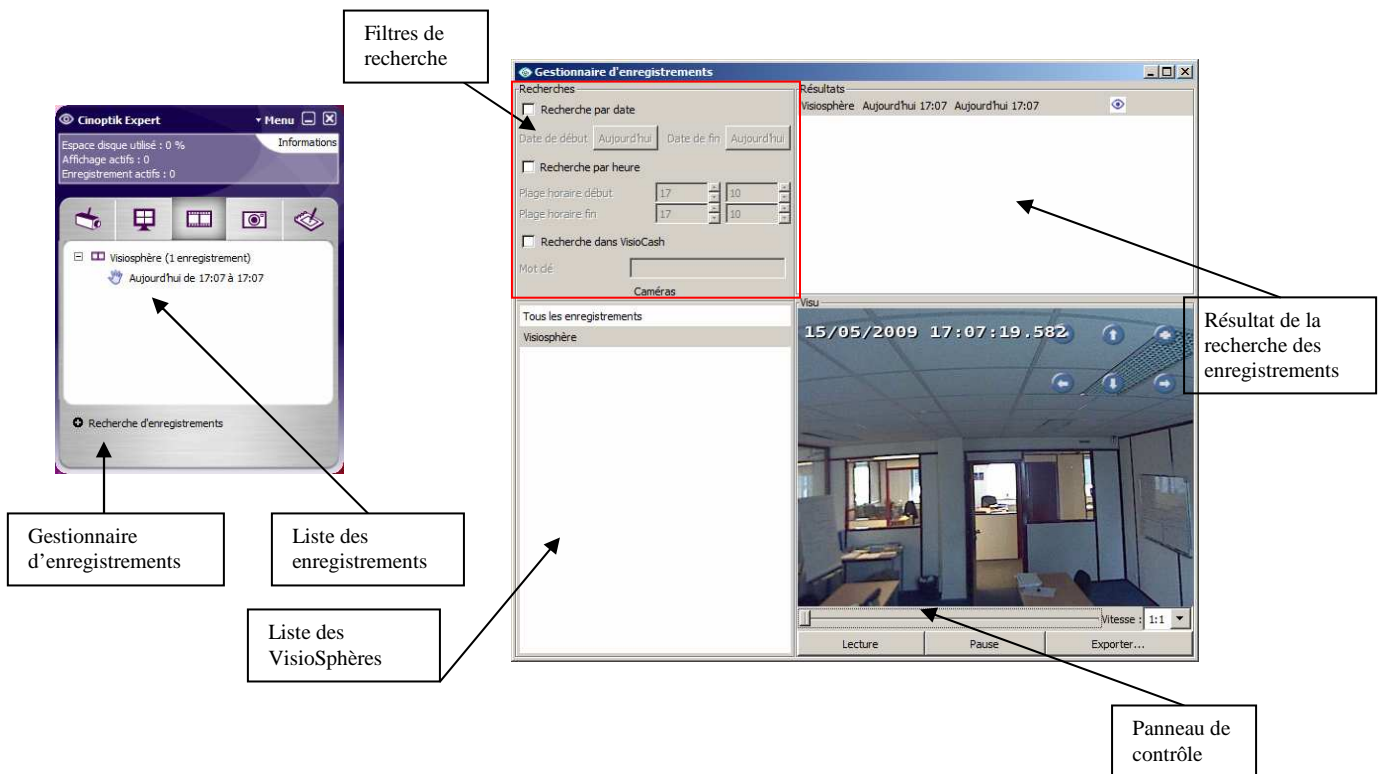 Filtres de
recherche
Cinoptik Expert
Menu
Espace disque utilisé : 0 %
Informations
Affichage actifs : 0
Enregistrement actifs : 0
Visiosphère (1 enregistrement)
Aujourd'hui de 17:07 à 17:07
Recherche d'enregistrements
Gestionnaire
d'enregistrements
Liste des
enregistrements
Liste des
VisioSphères
Gestionnaire d'enregistrements
Recherches
Recherche par date
Date de début Aujourd'hui Date de fin Aujourd'hui
Recherche par heure
Plage horaire début 17 10
Plage horaire fin 17 10
Recherche dans VisioCash
Mot clé
Caméras
Tous les enregistrements
Visiosphère
Résultats
Visiosphère Aujourd'hui 17:07 Aujourd'hui 17:07
Visu
15/05/2009 17:07:19.582
Vitesse : 1:1
Lecture Pause Exporter...
Résultat de la
recherche des
enregistrements
Panneau de
contrôle